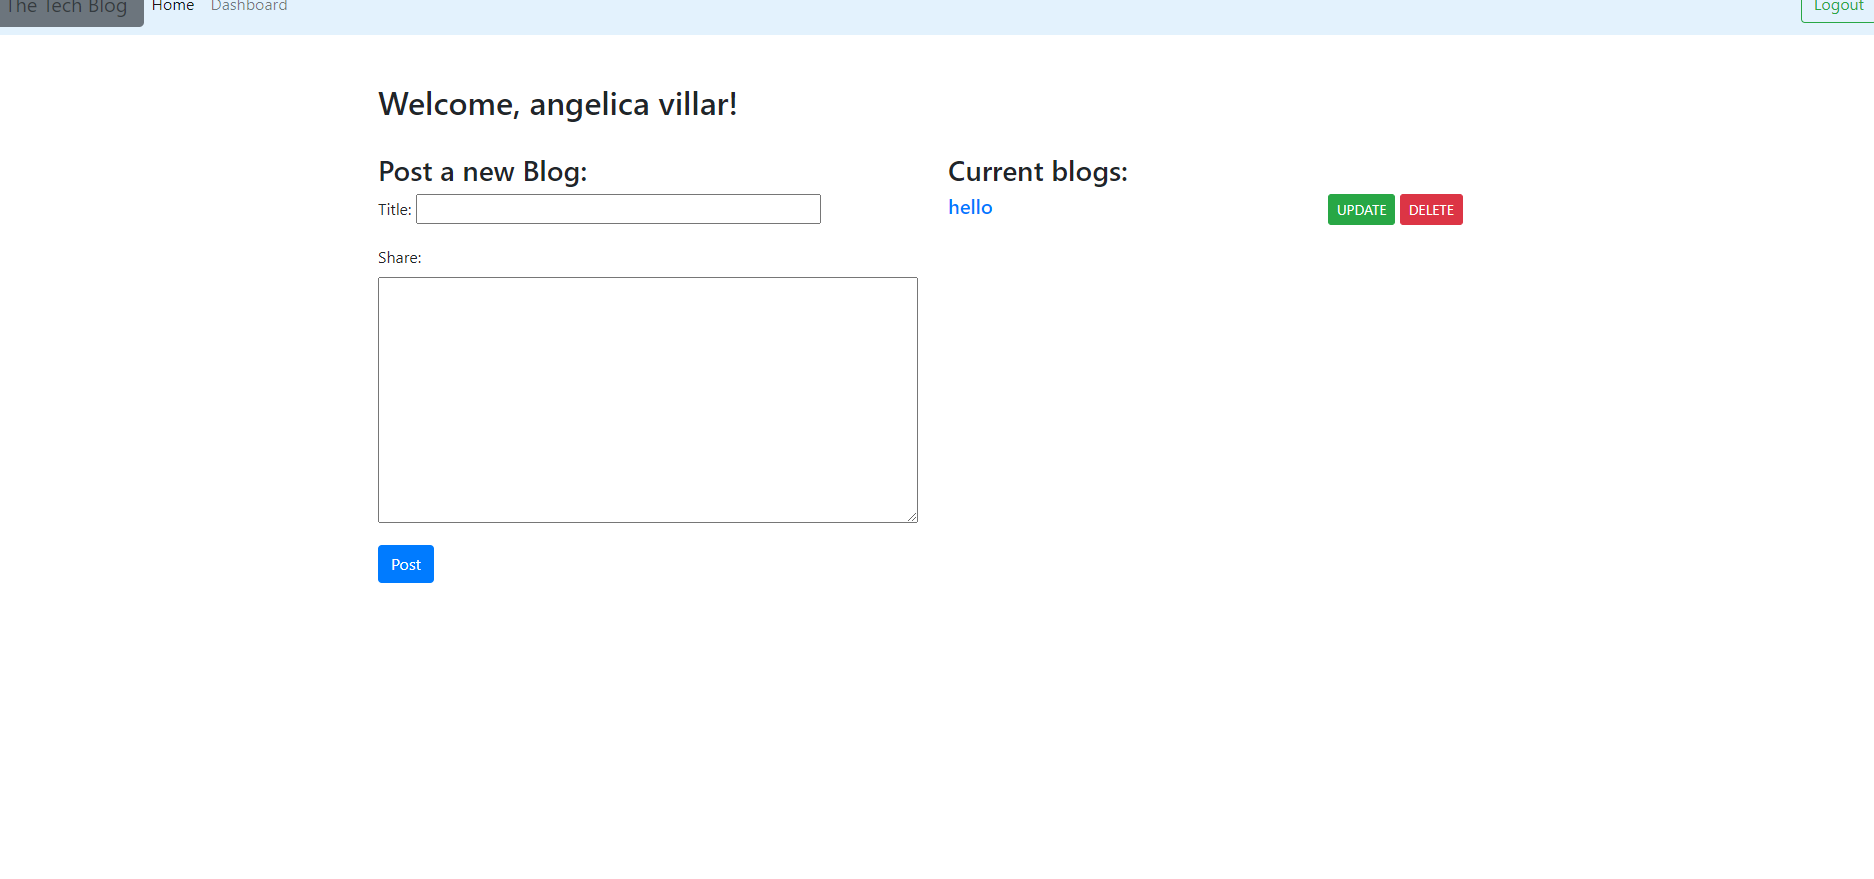 The Tech Blog Home Dashboard Logout
Welcome, angelica villar!
Post a new Blog:
Title:
Share:
Post
Current blogs:
hello UPDATE DELETE